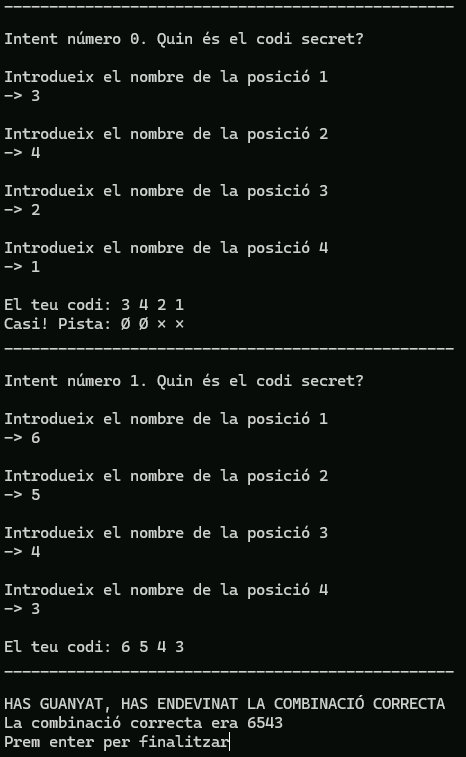 --------------------------------------------------
Intent número 0. Quin és el codi secret?
Introdueix el nombre de la posició 1
-> 3
Introdueix el nombre de la posició 2
-> 4
Introdueix el nombre de la posició 3
-> 2
Introdueix el nombre de la posició 4
-> 1
El teu codi: 3 4 2 1
Casi! Pista: Ø Ø × ×
--------------------------------------------------
Intent número 1. Quin és el codi secret?
Introdueix el nombre de la posició 1
-> 6
Introdueix el nombre de la posició 2
-> 5
Introdueix el nombre de la posició 3
-> 4
Introdueix el nombre de la posició 4
-> 3
El teu codi: 6 5 4 3
--------------------------------------------------
HAS GUANYAT, HAS ENDEVINAT LA COMBINACIÓ CORRECTA
La combinació correcta era 6543
Prem enter per finalitzar